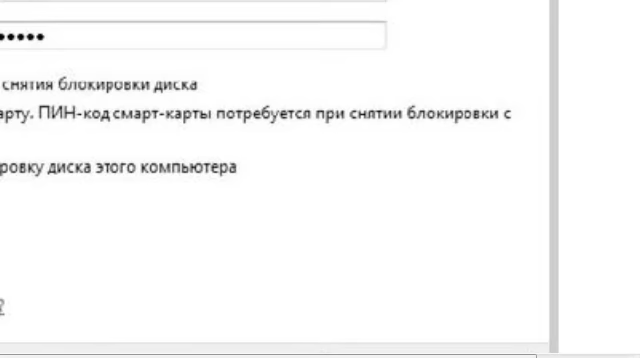 •••••
снятия блокировки диска
арту. ПИН-код смарт-карты потребуется при снятии блокировки с
ровку диска этого компьютера
?